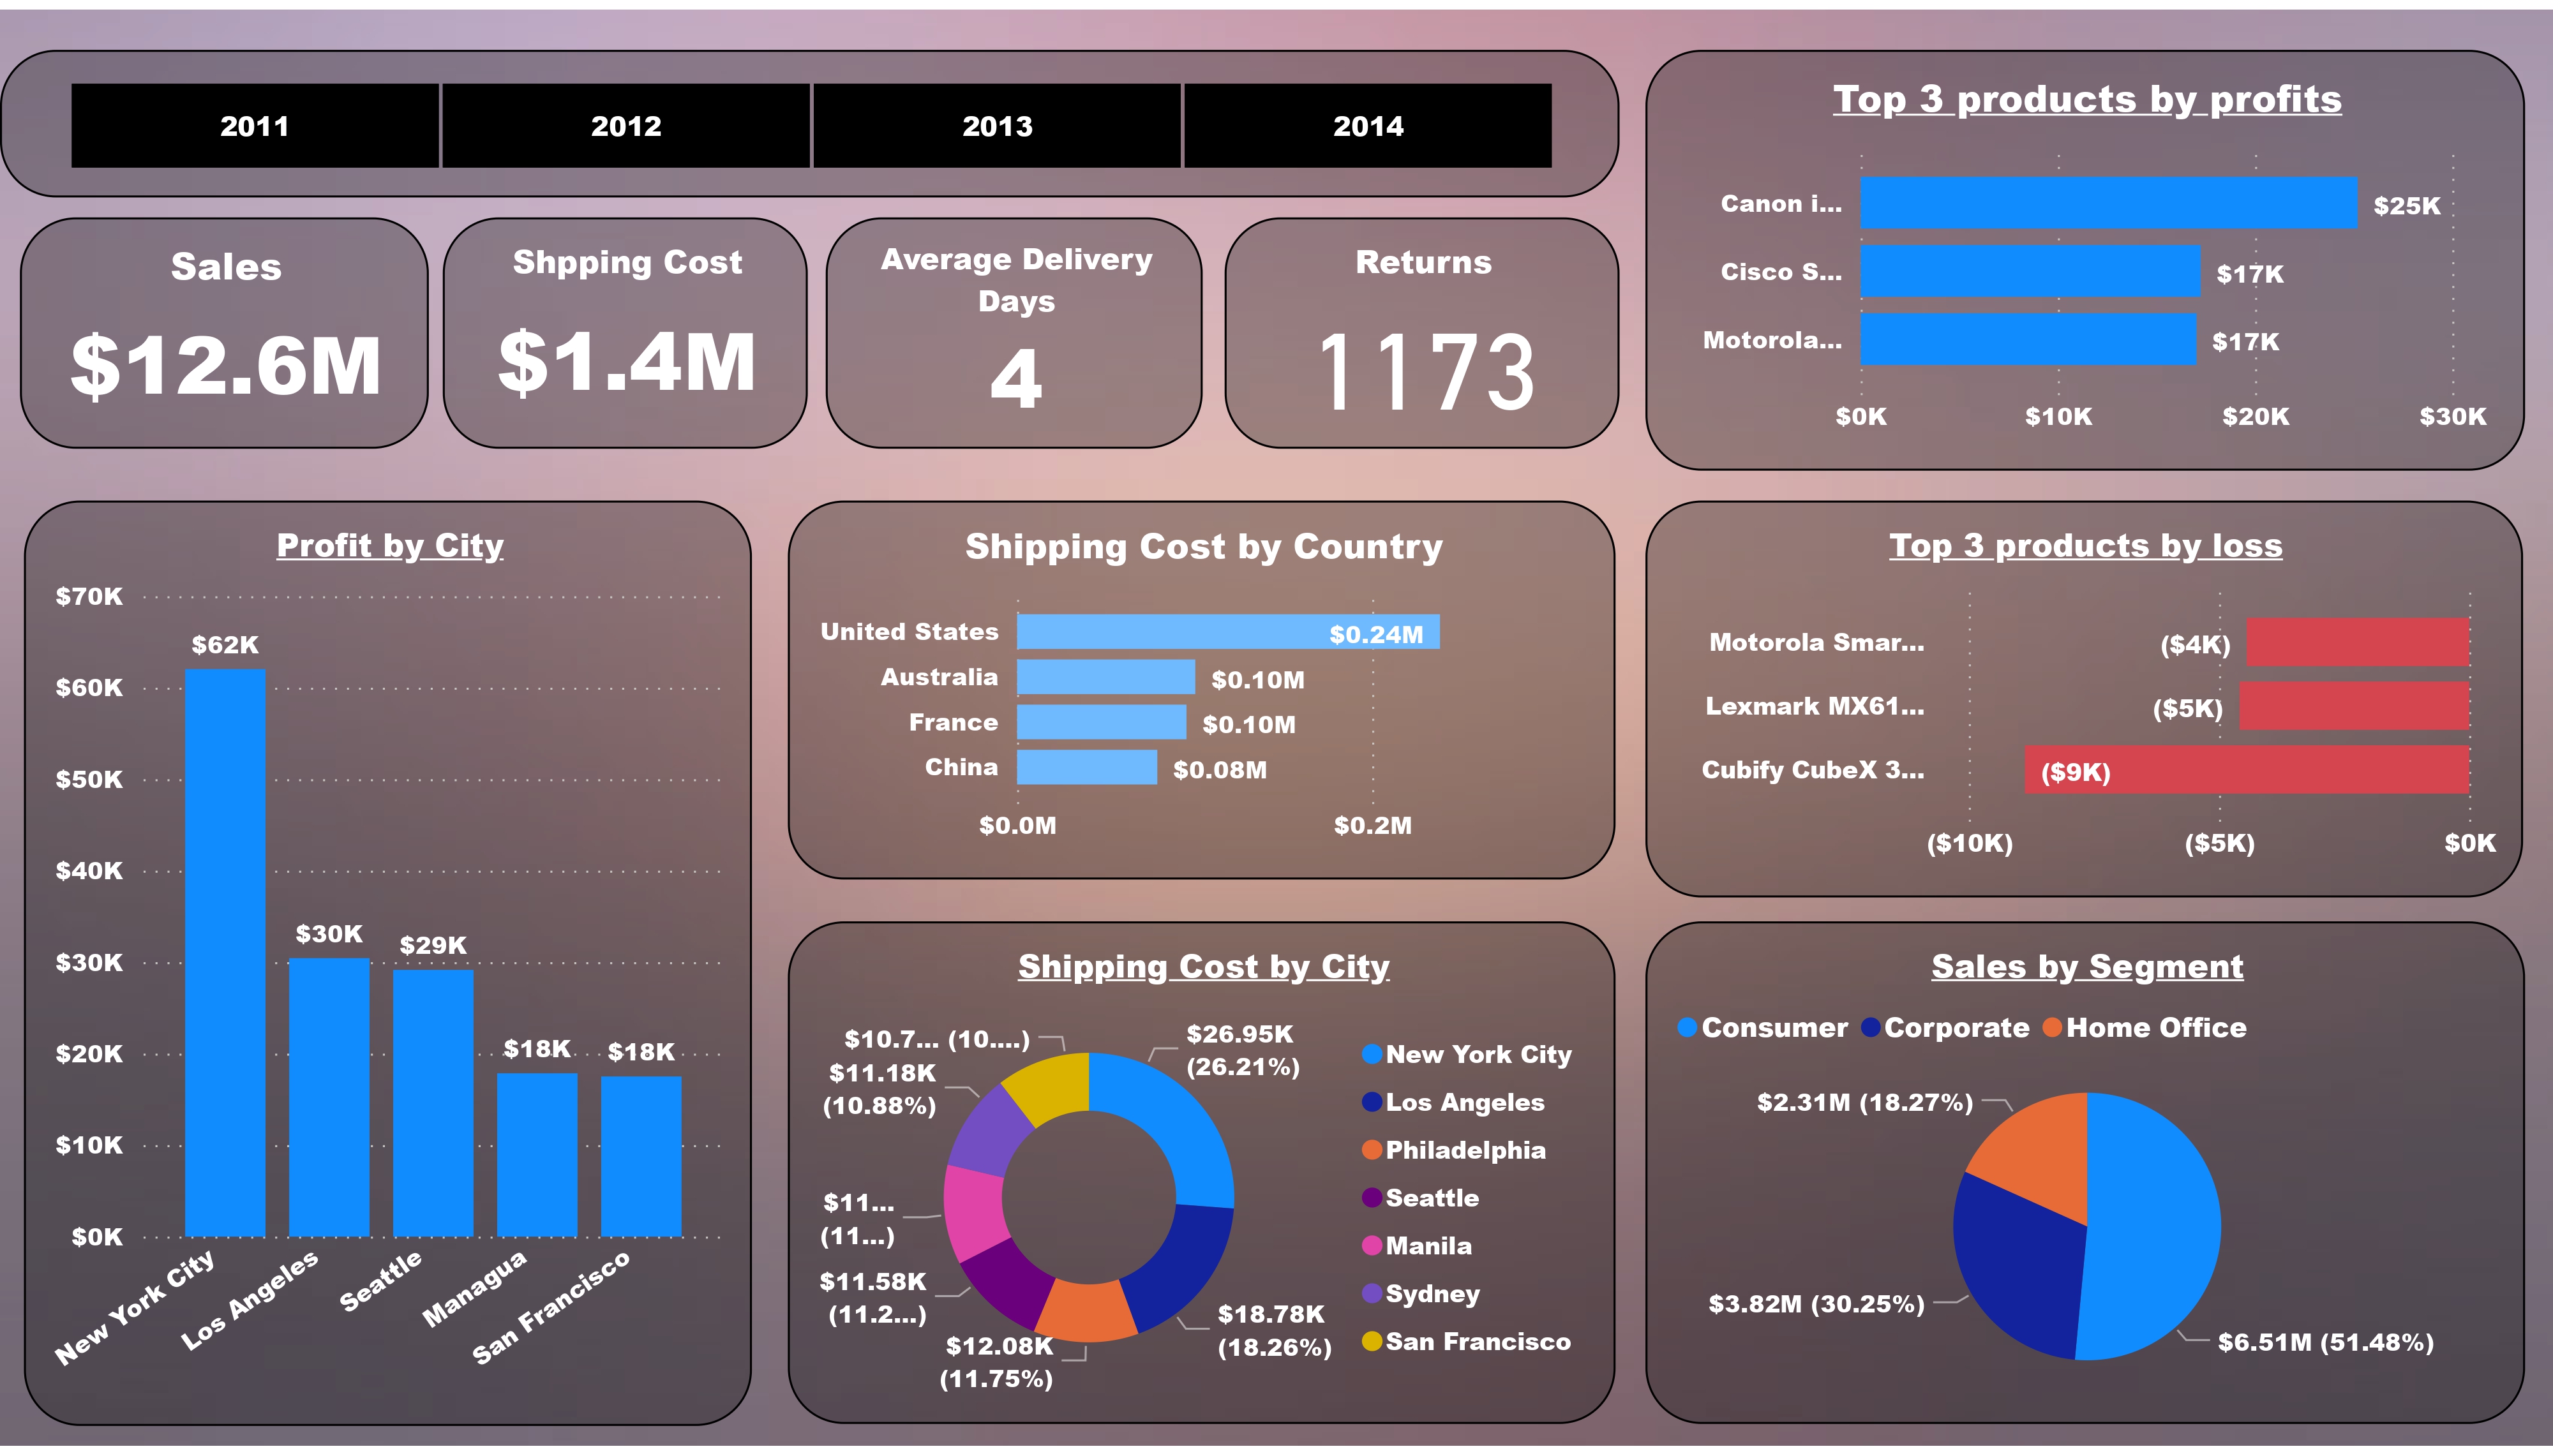 2011
2012
2013
2014
Sales
$12.6M
Shpping Cost
$1.4M
Average Delivery
Days
4
Returns
1173
Top 3 products by profits
Canon i...
$25K
Cisco S...
$17K
Motorola...
$17K
$0K
$10K
$20K
$30K
Profit by City
$70K
$60K
$50K
$40K
$30K
$20K
$10K
$0K
$62K
$30K
$29K
$18K
$18K
New York City
Los Angeles
Seattle
Managua
San Francisco
Shipping Cost by Country
United States
$0.24M
Australia
$0.10M
France
$0.10M
China
$0.08M
$0.0M
$0.2M
Top 3 products by loss
Motorola Smar...
($4K)
Lexmark MX61...
($5K)
Cubify CubeX 3...
($9K)
($10K)
($5K)
$0K
Shipping Cost by City
$10.7... (10....)
$11.18K
(10.88%)
$11...
(11...)
$11.58K
(11.2...)
$12.08K
(11.75%)
$26.95K
(26.21%)
$18.78K
(18.26%)
New York City
Los Angeles
Philadelphia
Seattle
Manila
Sydney
San Francisco
Sales by Segment
Consumer
Corporate
Home Office
$2.31M (18.27%)
$3.82M (30.25%)
$6.51M (51.48%)